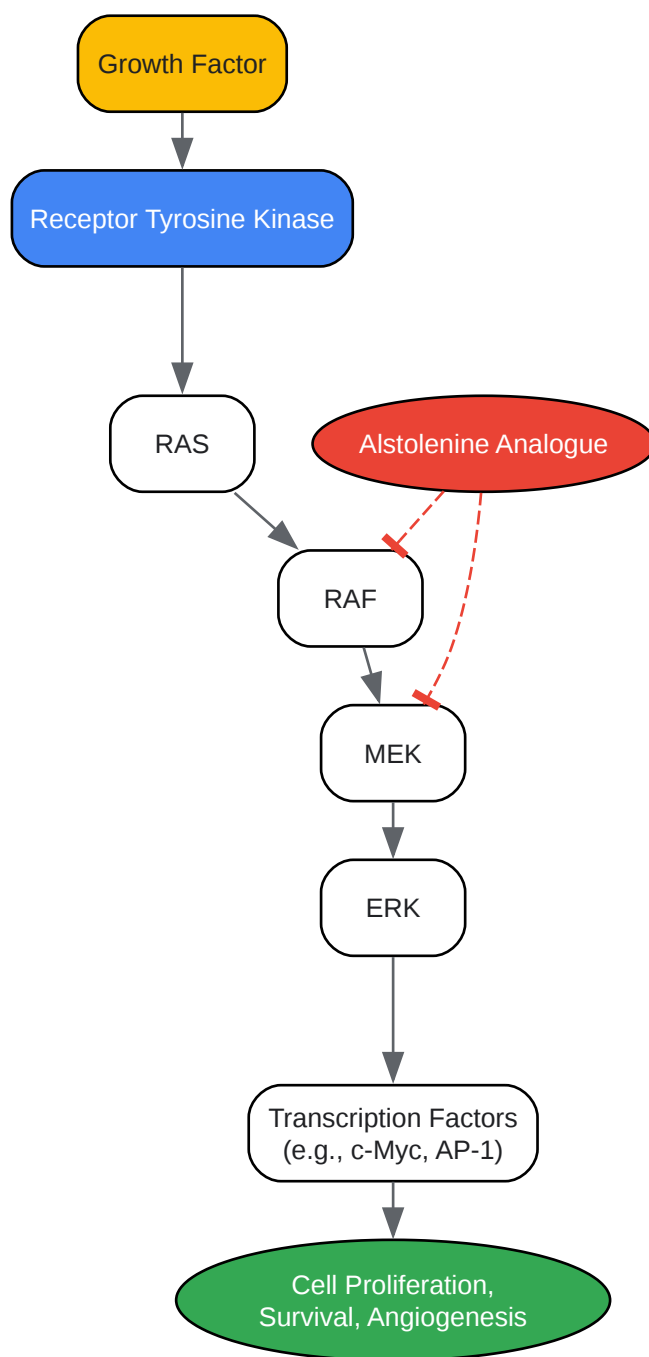 Growth Factor
Receptor Tyrosine Kinase
RAS
Alstolenine Analogue
RAF
MEK
ERK
Transcription Factors
(e.g., c-Myc, AP-1)
Cell Proliferation,
Survival, Angiogenesis